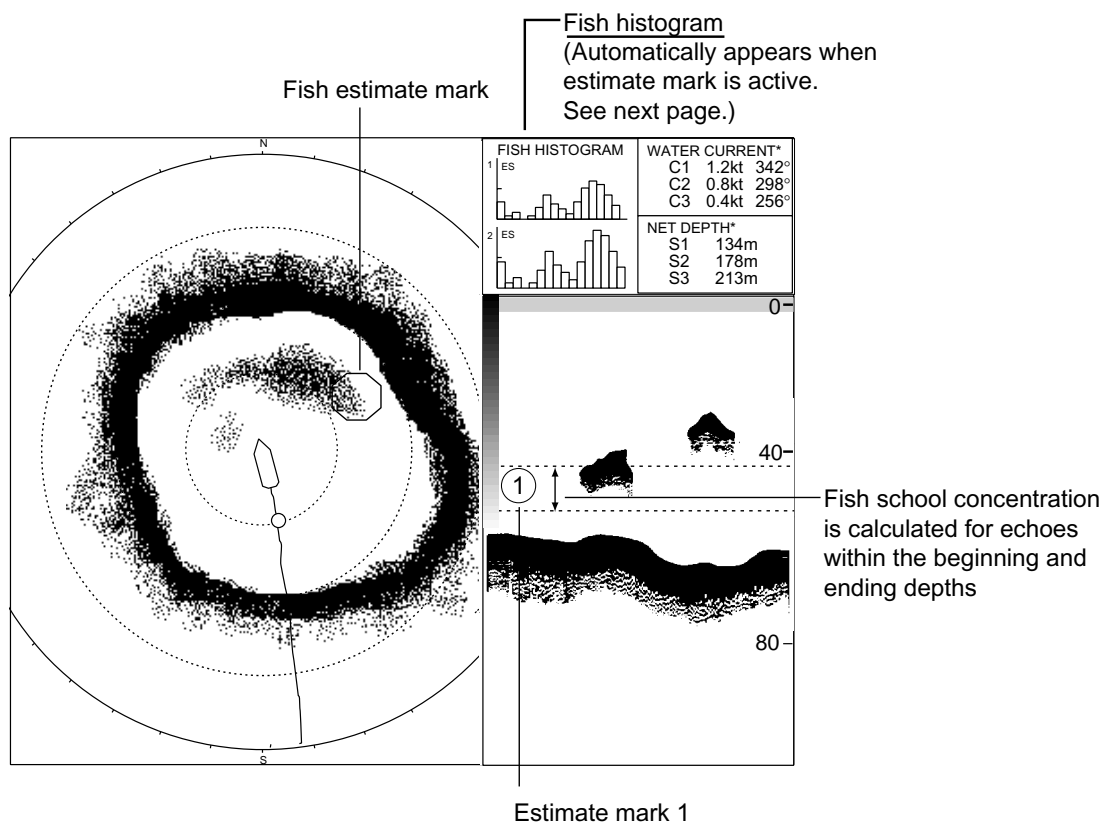 Fish histogram
(Automatically appears when
estimate mark is active.
See next page.)
Fish estimate mark
N
S
FISH HISTOGRAM
1 ES
2 ES
WATER CURRENT*
C1 1.2kt 342°
C2 0.8kt 298°
C3 0.4kt 256°
NET DEPTH*
S1 134m
S2 178m
S3 213m
0
40
80
1
Fish school concentration
is calculated for echoes
within the beginning and
ending depths
Estimate mark 1